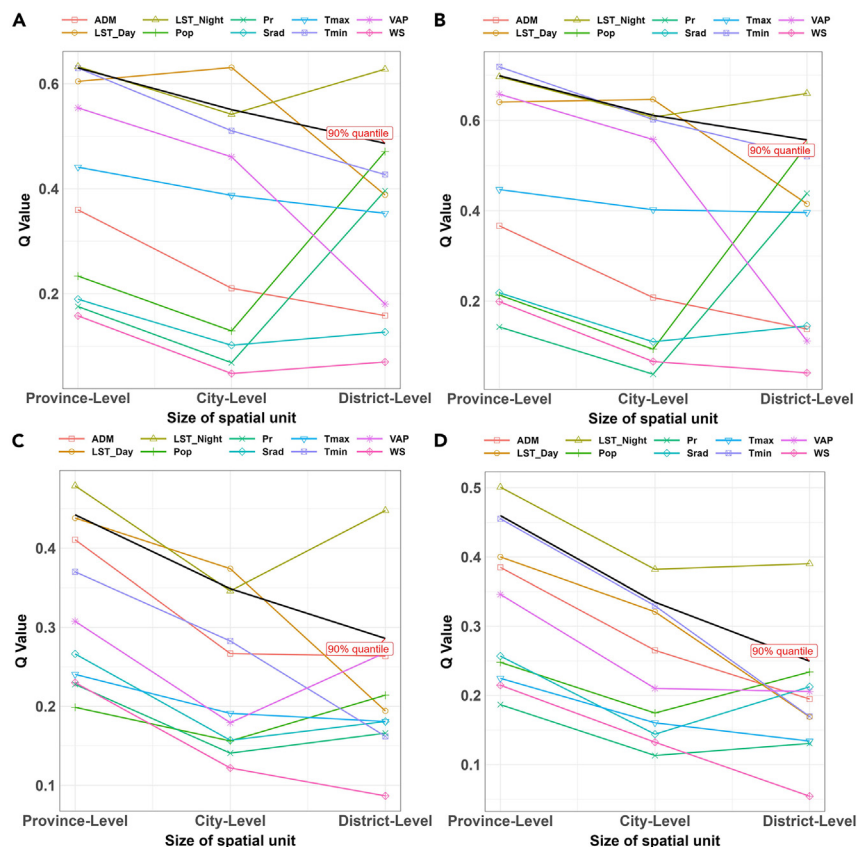 A
ADM LST_Night Pr Tmax VAP
LST_Day Pop Srad Tmin WS
0.6
0.4
0.2
Q Value
90% quantile
Province-Level City-Level District-Level
Size of spatial unit
B
ADM LST_Night Pr Tmax VAP
LST_Day Pop Srad Tmin WS
0.6
0.4
0.2
Q Value
90% quantile
Province-Level City-Level District-Level
Size of spatial unit
C
ADM LST_Night Pr Tmax VAP
LST_Day Pop Srad Tmin WS
0.4
0.3
0.2
0.1
Q Value
90% quantile
Province-Level City-Level District-Level
Size of spatial unit
D
ADM LST_Night Pr Tmax VAP
LST_Day Pop Srad Tmin WS
0.5
0.4
0.3
0.2
0.1
Q Value
90% quantile
Province-Level City-Level District-Level
Size of spatial unit